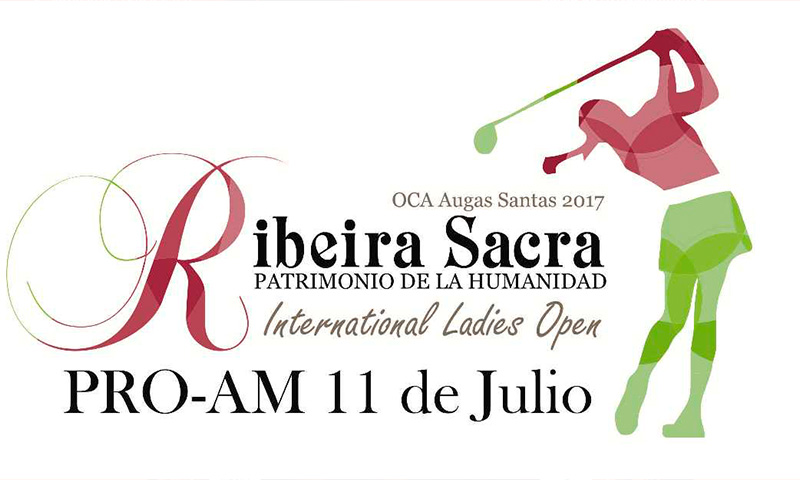 OCA Augas Santas 2017
Ribeira Sacra
PATRIMONIO DE LA HUMANIDAD
International Ladies Open
PRO-AM 11 de Julio